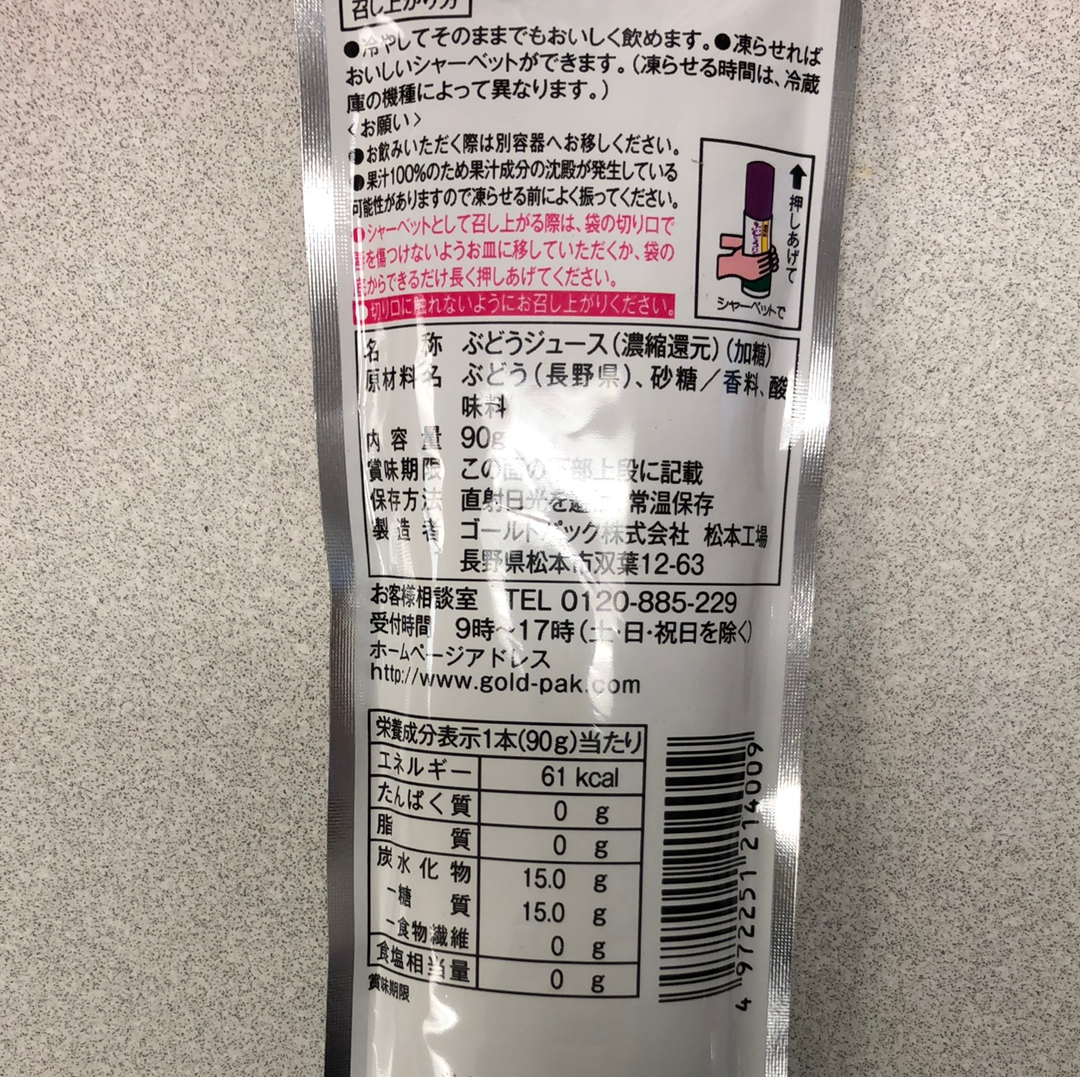 召し上がり方
●冷やしてそのままでもおいしく飲めます。●凍らせれば
おいしいシャーベットができます。(凍らせる時間は、冷蔵
庫の機種によって異なります。)
〈お願い〉
●お飲みいただく際は別容器へお移しください。
●果汁100%のため果汁成分の沈殿が発生している
可能性がありますので凍らせる前によく振ってください。
●シャーベットとして召し上がる際は、袋の切り口で
を傷つけないようお皿に移していただくか、袋の
からできるだけ長く押しあげてください。
●切り口に触れないようにお召し上がりください。
押しあげて
シャーベットで
名称 ぶどうジュース(濃縮還元)(加糖)
原材料名 ぶどう(長野県)、砂糖/香料、酸
味料
内容量 90g
賞味期限 この面の下部上段に記載
保存方法 直射日光を 常温保存
製造者 ゴールドパック株式会社 松本工場
長野県松本市双葉12-63
お客様相談室 TEL 0120-885-229
受付時間 9時~17時(土・日・祝日を除く)
ホームページアドレス
http://www.gold-pak.com
栄養成分表示1本(90g)当たり
エネルギー 61 kcal
たんぱく質 0 g
脂質 0 g
炭水化物 15.0 g
-糖質 15.0 g
-食物繊維 0 g
食塩相当量 0 g
賞味期限
4 972251 214009